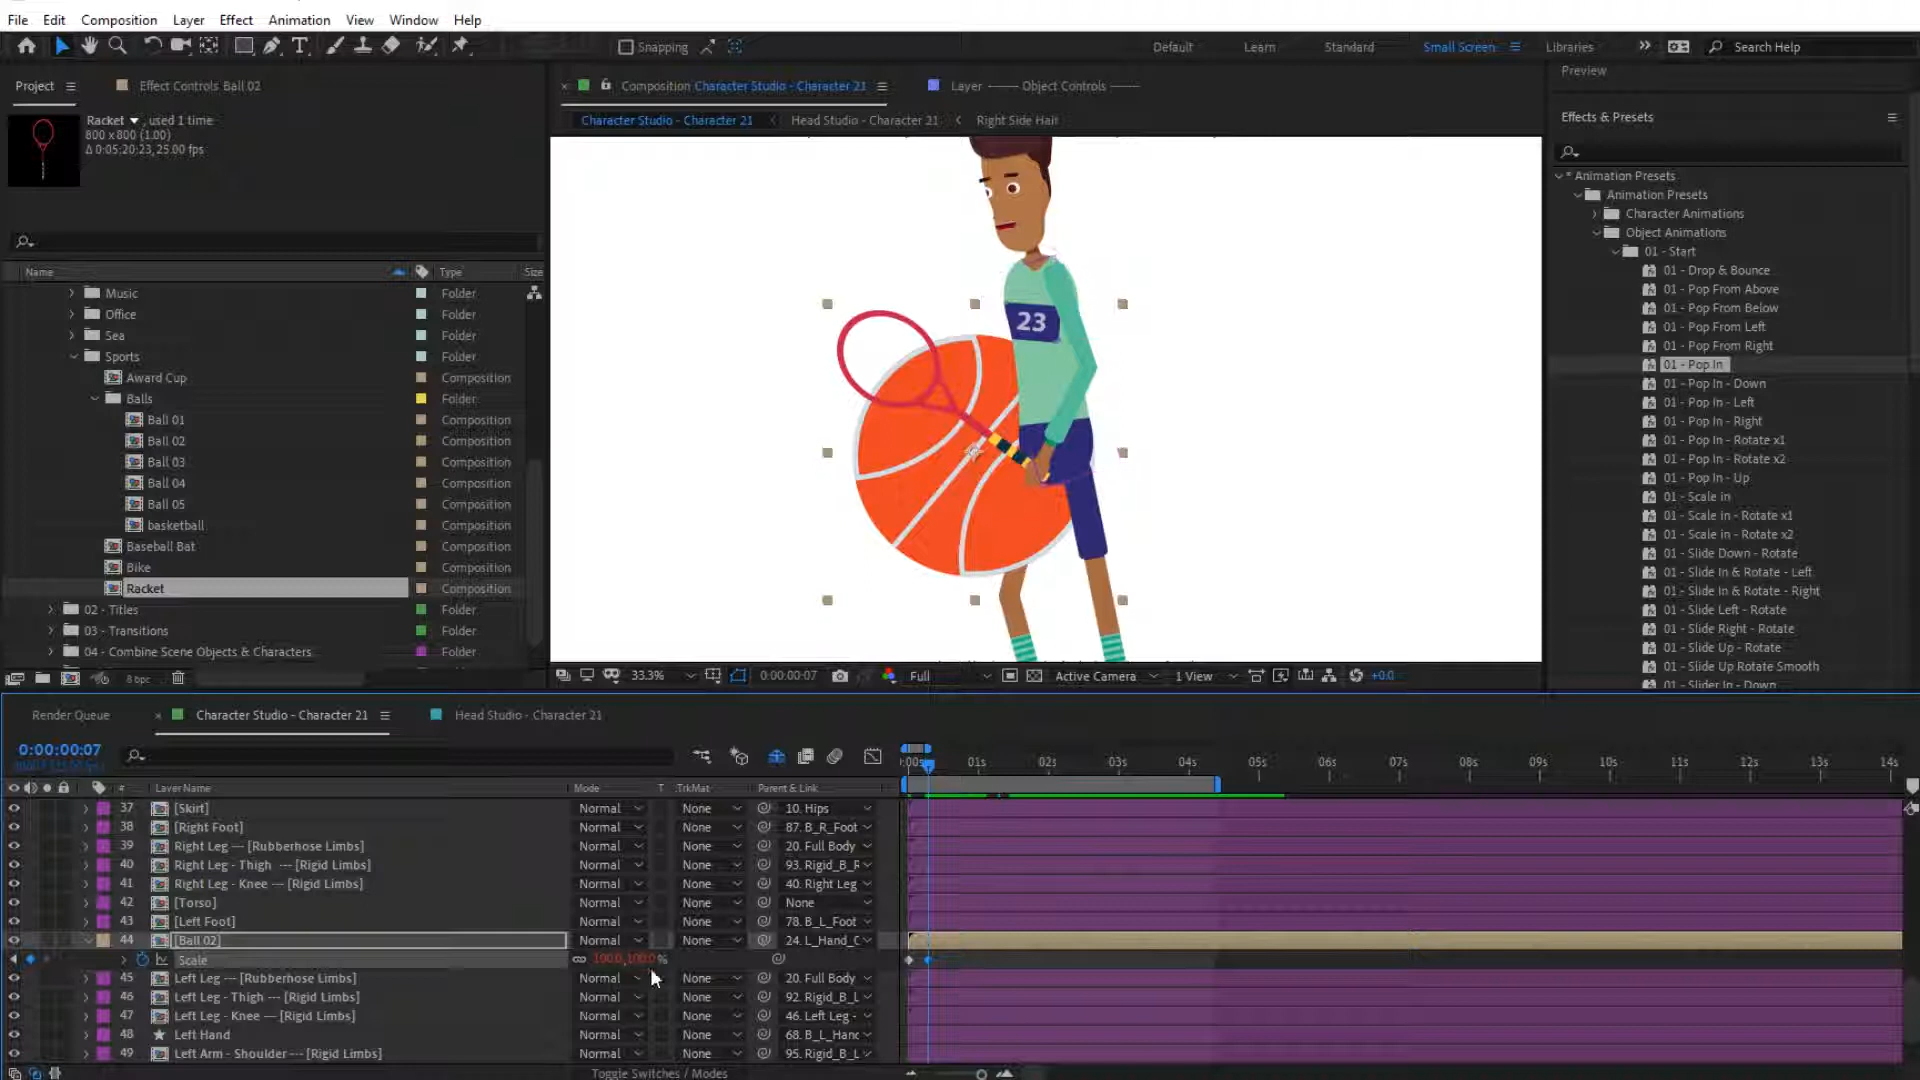 File Edit Composition Layer Effect Animation View Window Help
Snapping
Default Learn Standard Small Screen Libraries Search Help
Project Effect Controls Ball 02
Composition Character Studio - Character 21 Layer Object Controls
Preview
Racket , used 1 time
800 x 800 (1.00)
Δ 0:05:20:23, 25.00 fps
Character Studio - Character 21 Head Studio - Character 21 Right Side Hair
Effects & Presets
Name Type Size
Music Folder
Office Folder
Sea Folder
Sports Folder
Award Cup Composition
Balls Folder
Ball 01 Composition
Ball 02 Composition
Ball 03 Composition
Ball 04 Composition
Ball 05 Composition
basketball Composition
Baseball Bat Composition
Bike Composition
Racket Composition
02 - Titles Folder
03 - Transitions Folder
04 - Combine Scene Objects & Characters Folder
8 bpc
23
33.3% 0:00:00:07 Full Active Camera 1 View +0.0
* Animation Presets
Animation Presets
Character Animations
Object Animations
01 - Start
01 - Drop & Bounce
01 - Pop From Above
01 - Pop From Below
01 - Pop From Left
01 - Pop From Right
01 - Pop In
01 - Pop In - Down
01 - Pop In - Left
01 - Pop In - Right
01 - Pop In - Rotate x1
01 - Pop In - Rotate x2
01 - Pop In - Up
01 - Scale in
01 - Scale in - Rotate x1
01 - Scale in - Rotate x2
01 - Slide Down - Rotate
01 - Slide In & Rotate - Left
01 - Slide In & Rotate - Right
01 - Slide Left - Rotate
01 - Slide Right - Rotate
01 - Slide Up - Rotate
01 - Slide Up Rotate Smooth
01 - Slider In - Down
Render Queue Character Studio - Character 21 Head Studio - Character 21
0:00:00:07
:00s 01s 02s 03s 04s 05s 06s 07s 08s 09s 10s 11s 12s 13s 14s
# Layer Name Mode T .TrkMat Parent & Link
37 [Skirt] Normal None 10. Hips
38 [Right Foot] Normal None 87. B_R_Foot
39 Right Leg --- [Rubberhose Limbs] Normal None 20. Full Body
40 Right Leg - Thigh --- [Rigid Limbs] Normal None 93. Rigid_B_R
41 Right Leg - Knee --- [Rigid Limbs] Normal None 40. Right Leg
42 [Torso] Normal None None
43 [Left Foot] Normal None 78. B_L_Foot
44 [Ball 02] Normal None 24. L_Hand_C
Scale 100.0,100.0%
45 Left Leg --- [Rubberhose Limbs] Normal None 20. Full Body
46 Left Leg - Thigh --- [Rigid Limbs] Normal None 92. Rigid_B_L
47 Left Leg - Knee --- [Rigid Limbs] Normal None 46. Left Leg -
48 Left Hand Normal None 68. B_L_Hand
49 Left Arm - Shoulder --- [Rigid Limbs] Normal None 95. Rigid_B_L
Toggle Switches / Modes